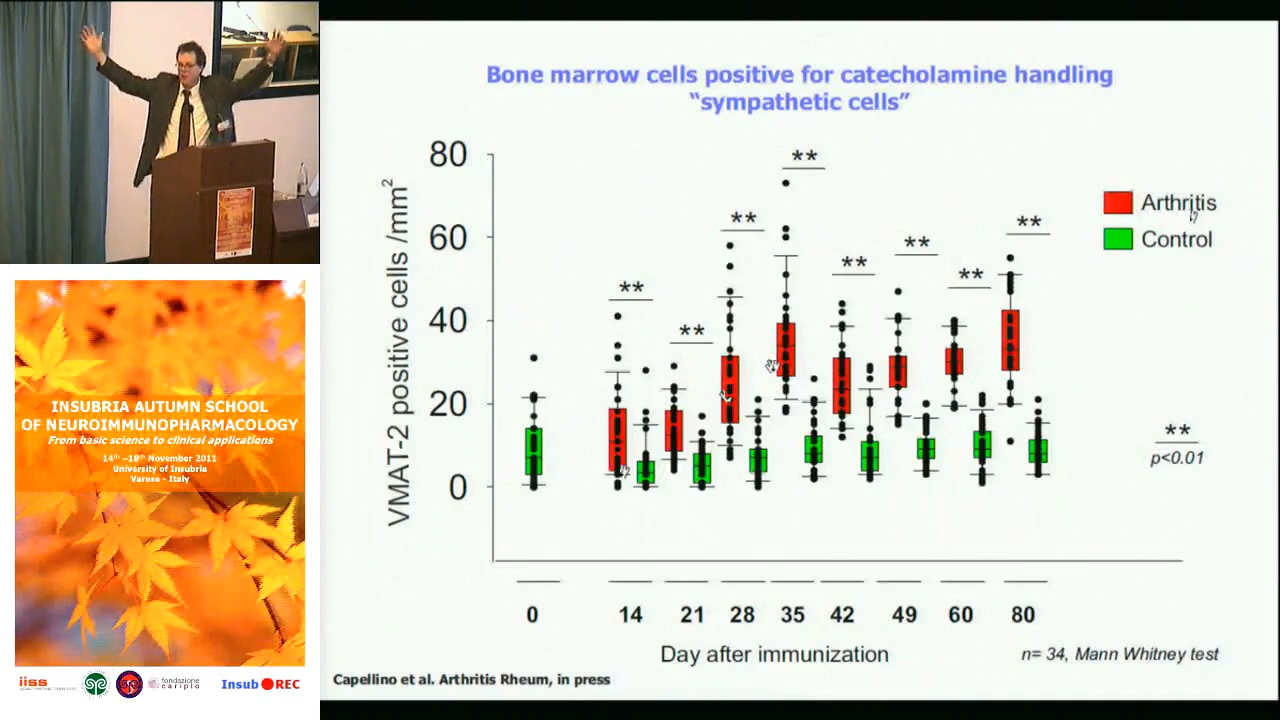 Bone marrow cells positive for catecholamine handling
“sympathetic cells”
80
60
40
20
0
VMAT-2 positive cells /mm2
**
**
**
**
**
**
**
**
Arthritis
Control
**
p<0.01
0 14 21 28 35 42 49 60 80
Day after immunization
n= 34, Mann Whitney test
Capellino et al. Arthritis Rheum, in press
INSUBRIA AUTUMN SCHOOL
OF NEUROIMMUNOPHARMACOLOGY
From basic science to clinical applications
14th –18th November 2011
University of Insubria
Varese - Italy
iiss
fondazione
cariplo
Insub REC